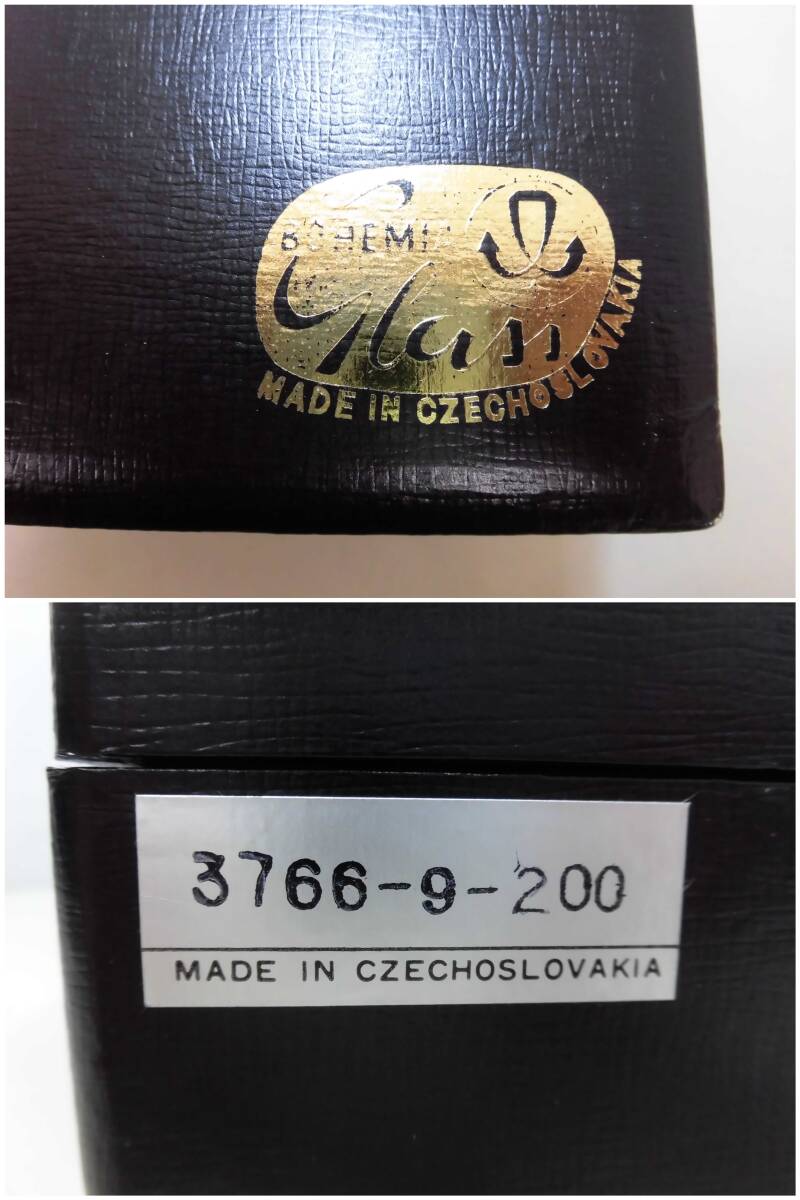 BOHEMIA
Glass
MADE IN CZECHOSLOVAKIA
3766-9-200
MADE IN CZECHOSLOVAKIA